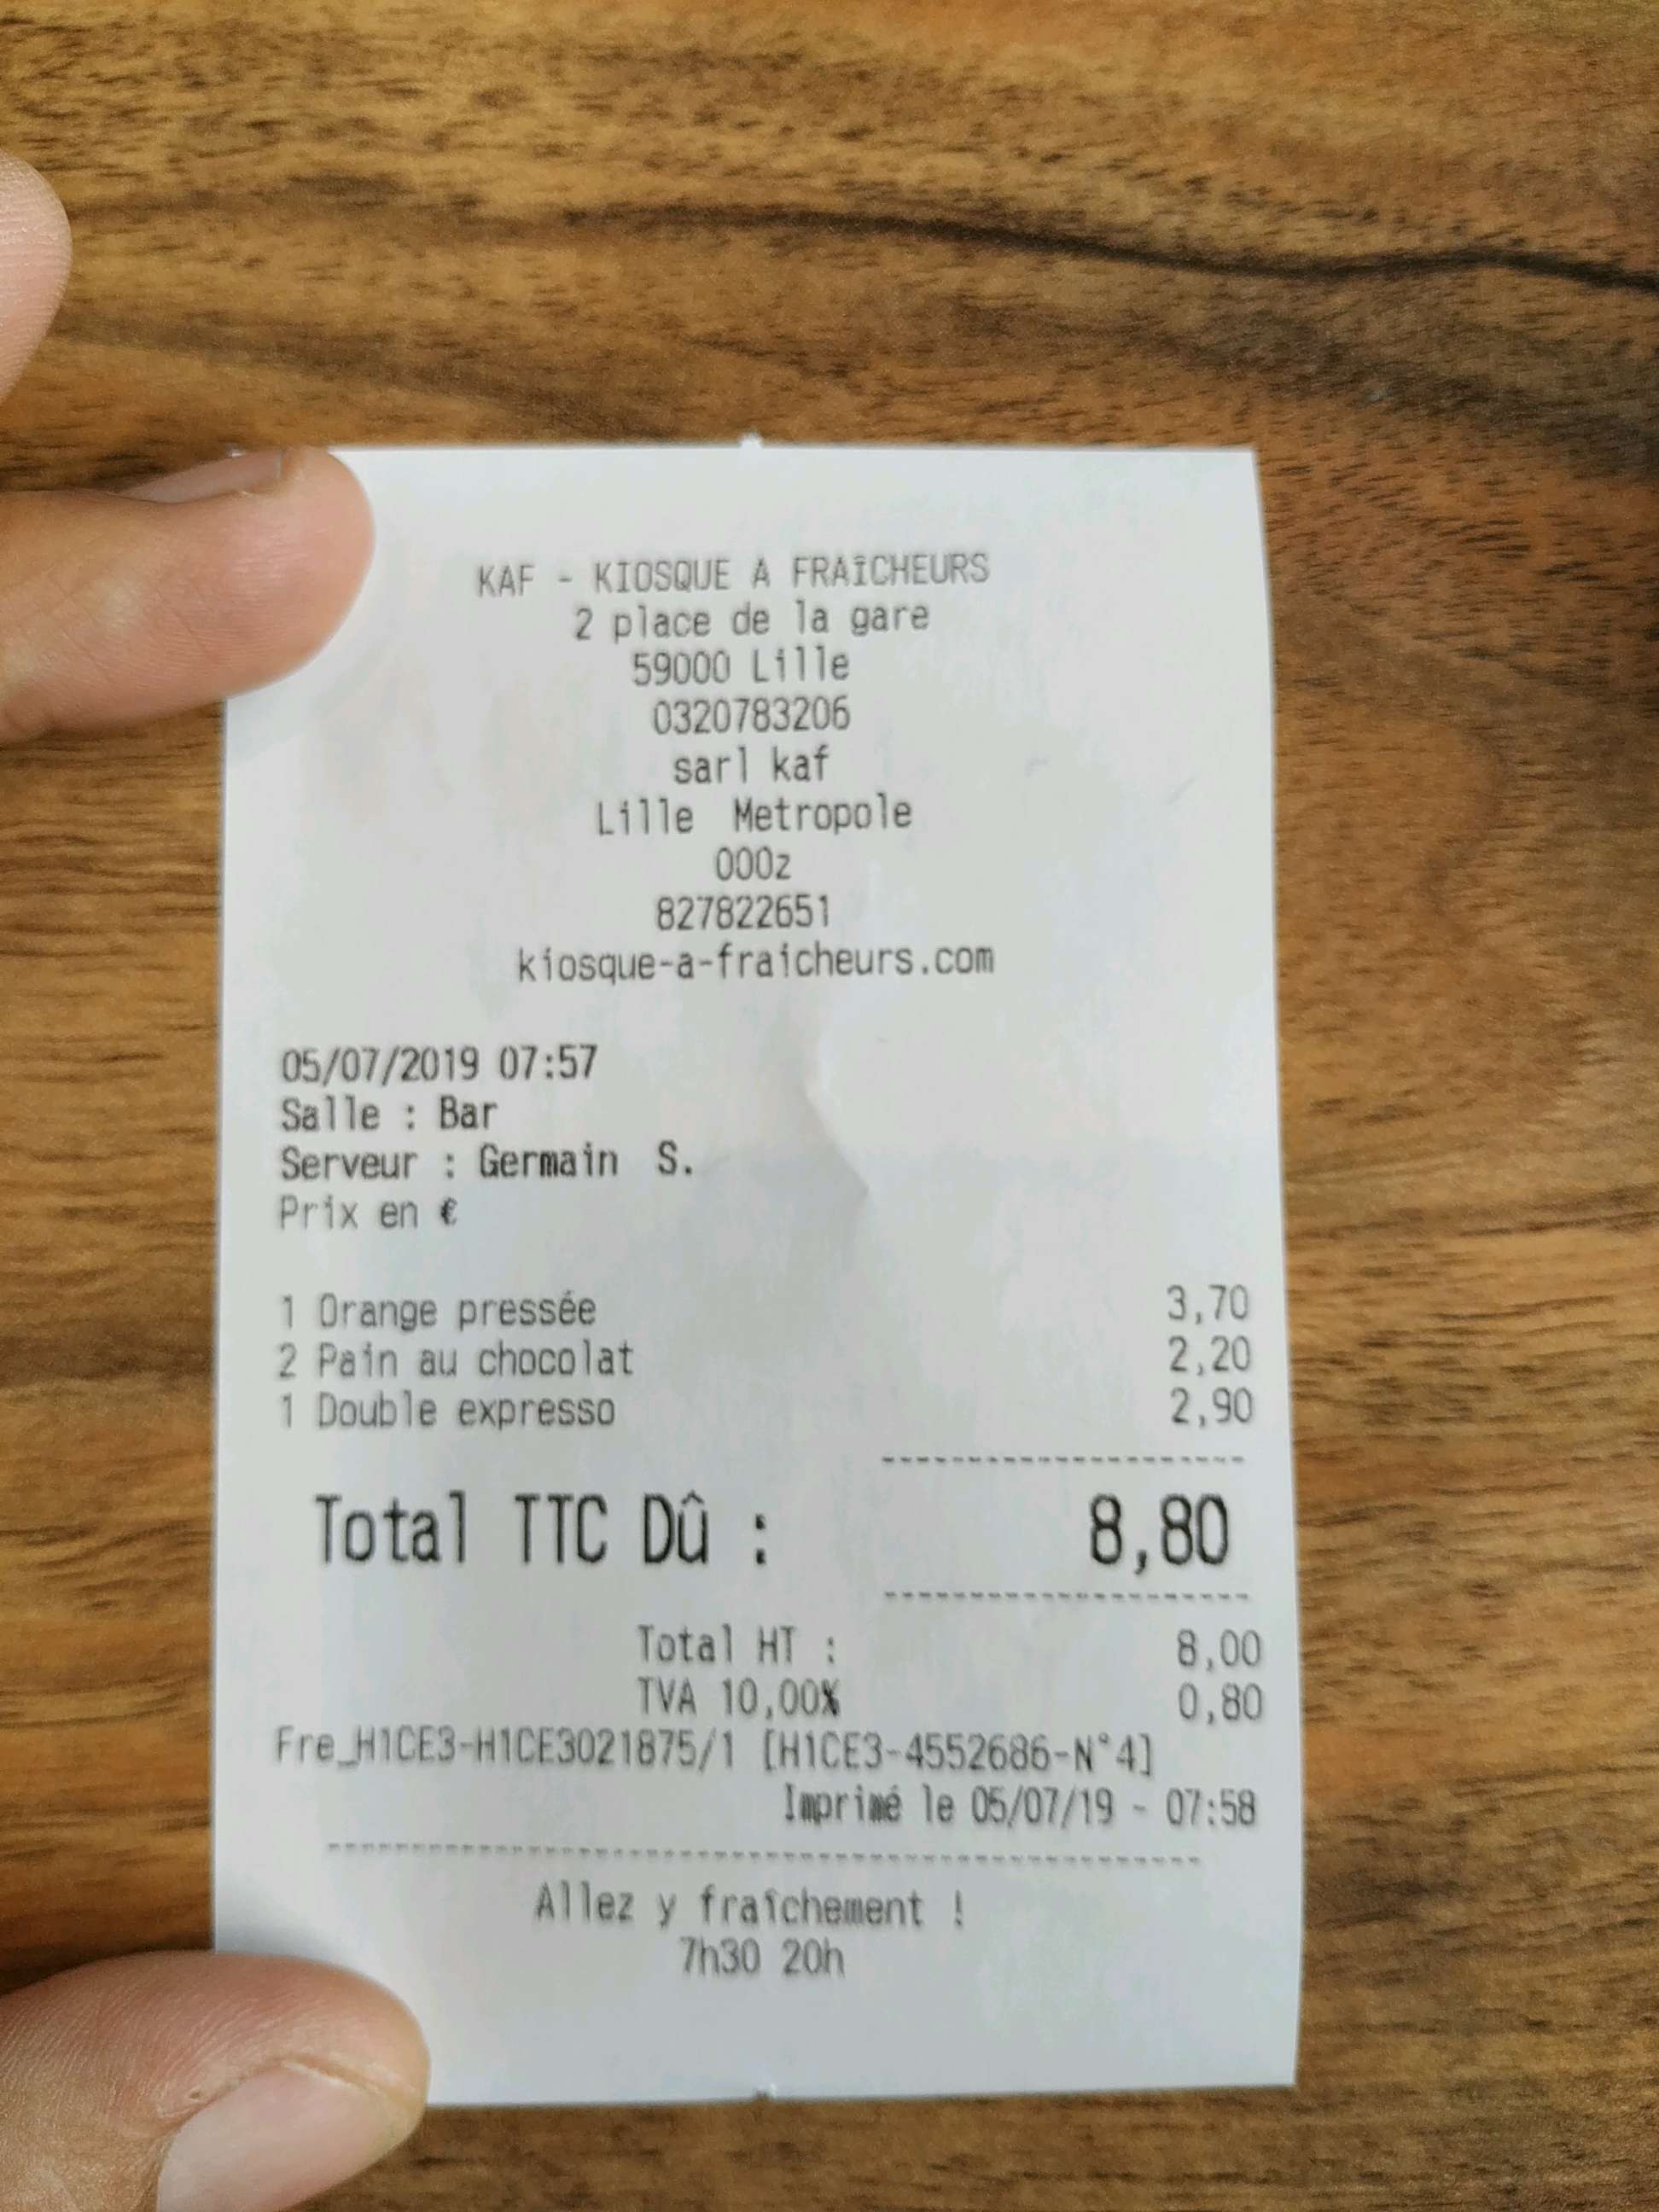 KAF - KIOSQUE A FRAÎCHEURS
2 place de la gare
59000 Lille
0320783206
sarl kaf
Lille Metropole
000z
827822651
kiosque-a-fraicheurs.com
05/07/2019 07:57
Salle : Bar
Serveur : Germain S.
Prix en €
1 Orange pressée 3,70
2 Pain au chocolat 2,20
1 Double expresso 2,90
Total TTC Dû : 8,80
Total HT : 8,00
TVA 10,00% 0,80
Fre_H1CE3-H1CE3021875/1 [H1CE3-4552686-N°4]
Imprimé le 05/07/19 - 07:58
Allez y fraîchement !
7h30 20h